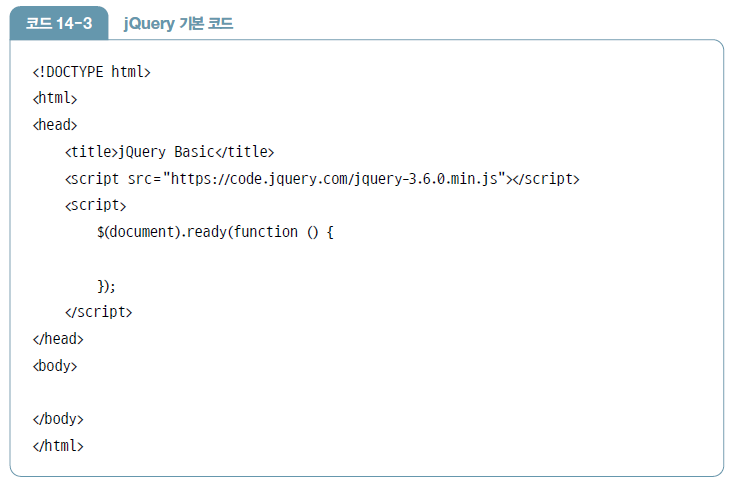 코드 14-3 jQuery 기본 코드
<!DOCTYPE html>
<html>
<head>
    <title>jQuery Basic</title>
    <script src="https://code.jquery.com/jquery-3.6.0.min.js"></script>
    <script>
        $(document).ready(function () {

        });
    </script>
</head>
<body>

</body>
</html>